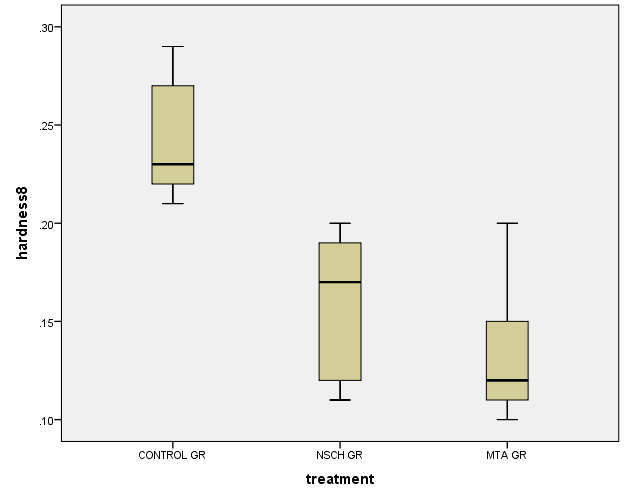 .30
.25
.20
.15
.10
hardness8
CONTROL GR
NSCH GR
MTA GR
treatment